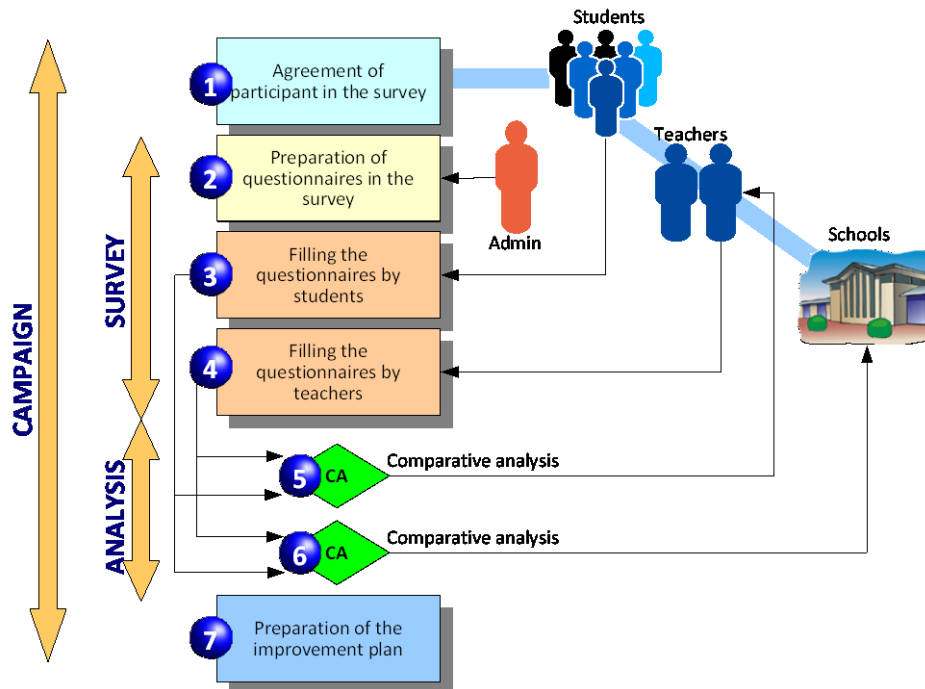 Students
1
Agreement of
participant in the survey
Teachers
2
Preparation of
questionnaires in the
survey
Admin
Schools
3
Filling the
questionnaires by
students
4
Filling the
questionnaires by
teachers
CAMPAIGN
SURVEY
ANALYSIS
5
CA
Comparative analysis
6
CA
Comparative analysis
7
Preparation of the
improvement plan